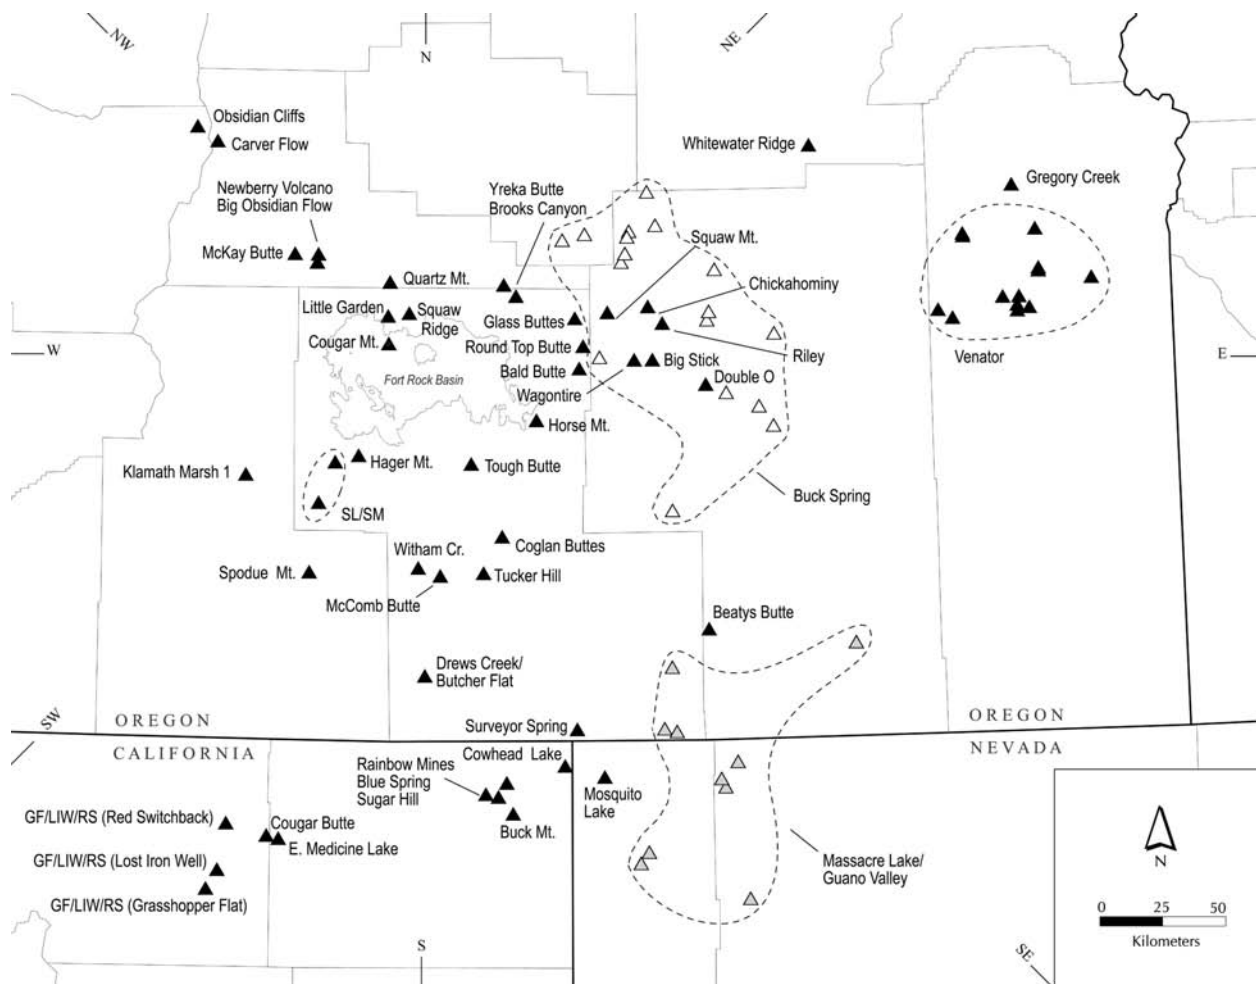 NW
N
NE
Obsidian Cliffs
Carver Flow
Whitewater Ridge
Newberry Volcano
Big Obsidian Flow
Yreka Butte
Brooks Canyon
Gregory Creek
McKay Butte
Squaw Mt.
Quartz Mt.
Chickahominy
Little Garden
Squaw
Ridge
Glass Buttes
Cougar Mt.
Round Top Butte
Riley
W
E
Venator
Fort Rock Basin
Bald Butte
Big Stick
Double O
Wagontire
Horse Mt.
Klamath Marsh 1
Hager Mt.
Tough Butte
Buck Spring
SL/SM
Coglan Buttes
Witham Cr.
Spodue Mt.
Tucker Hill
McComb Butte
Beatys Butte
Drews Creek/
Butcher Flat
SW
OREGON
Surveyor Spring
OREGON
CALIFORNIA
NEVADA
Cowhead Lake
Rainbow Mines
Blue Spring
Sugar Hill
Mosquito
Lake
Buck Mt.
GF/LIW/RS (Red Switchback)
Cougar Butte
E. Medicine Lake
GF/LIW/RS (Lost Iron Well)
Massacre Lake/
Guano Valley
GF/LIW/RS (Grasshopper Flat)
N
0 25 50
Kilometers
S
SE